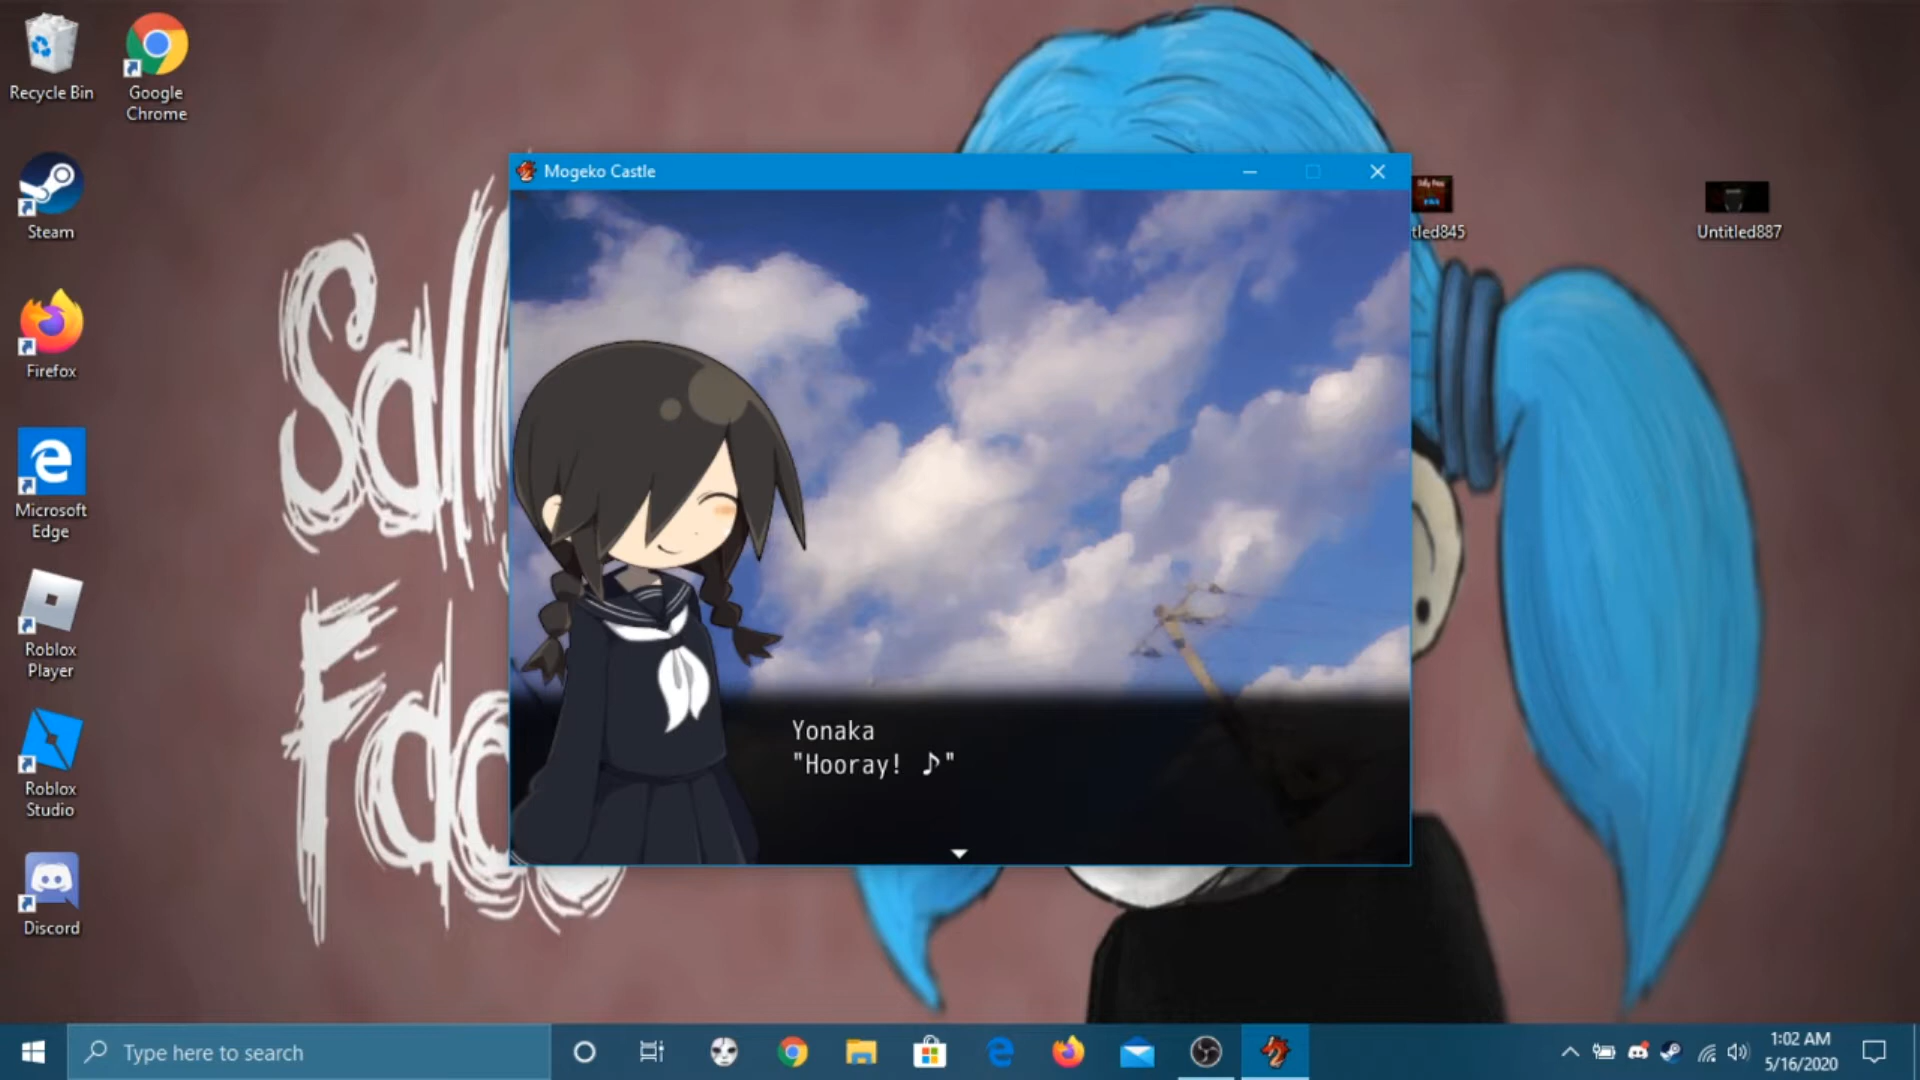 Recycle Bin
Google
Chrome
Steam
Firefox
Microsoft
Edge
Roblox
Player
Roblox
Studio
Discord
Mogeko Castle
Yonaka
"Hooray! ♪"
Untitled887
Type here to search
1:02 AM
5/16/2020